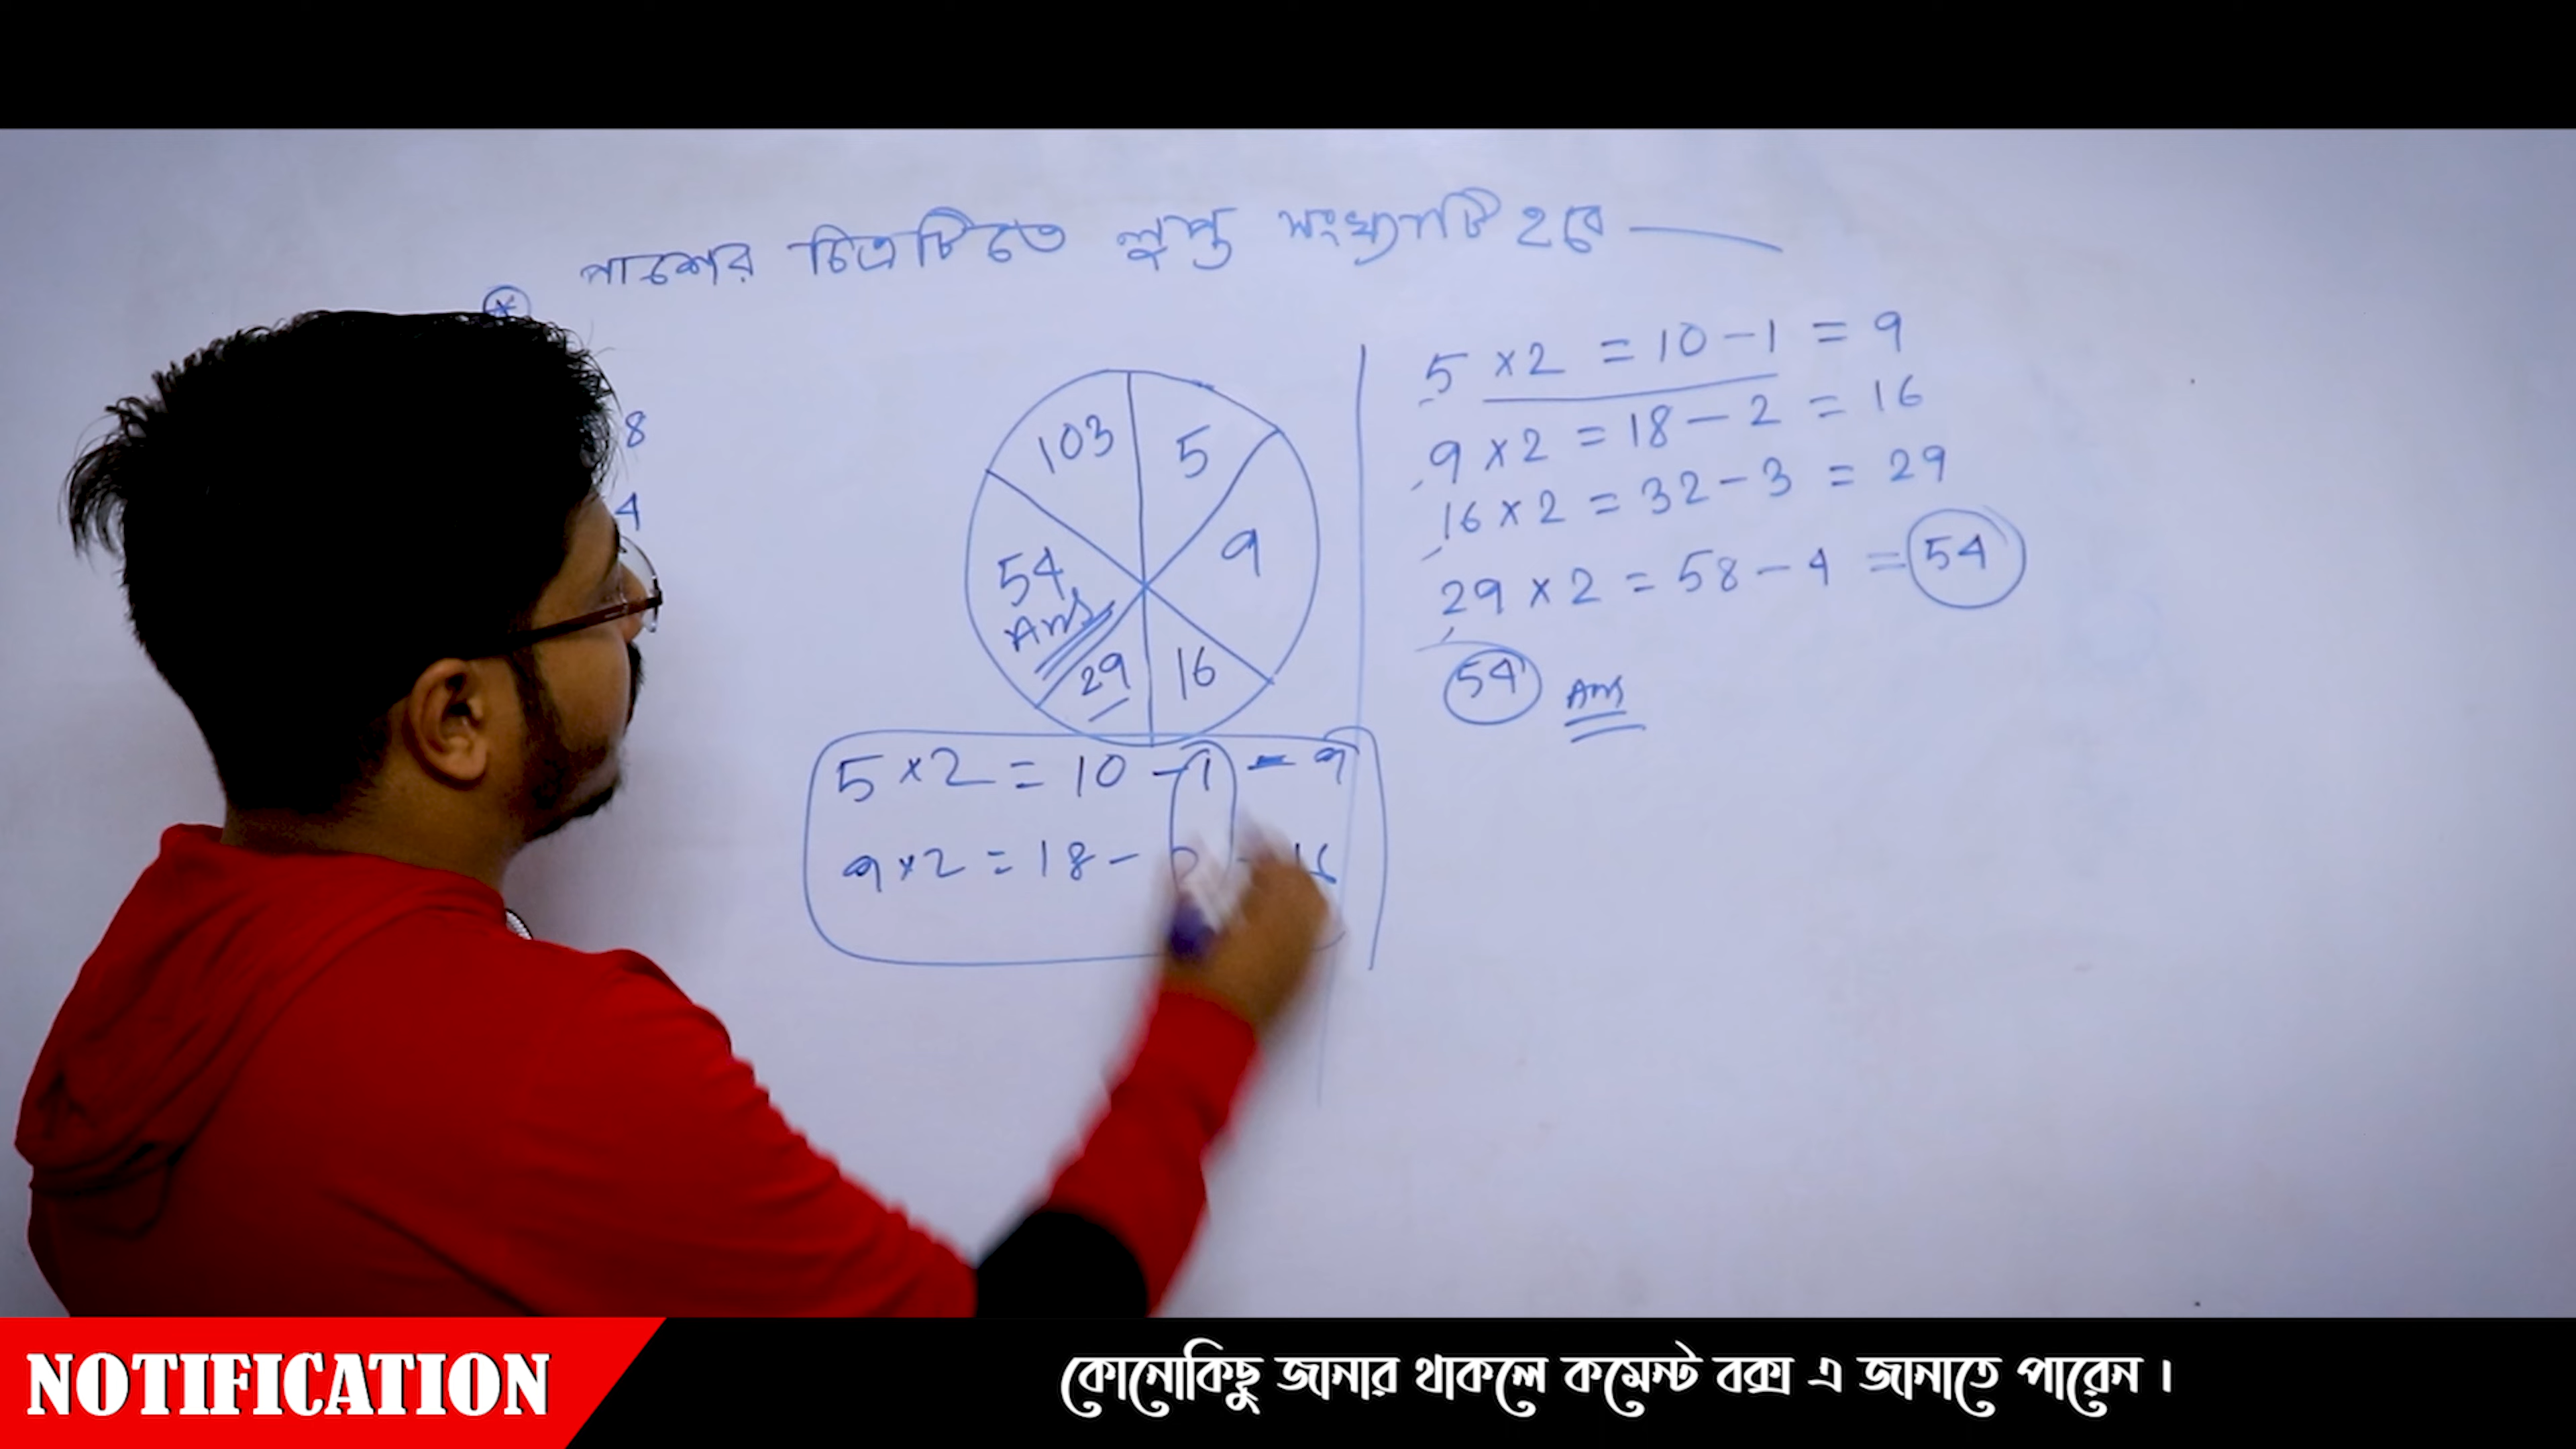 পাশের চিত্রটিতে লুপ্ত সংখ্যাটি হবে —
8
4
103
5
54
Ans
9
29
16
5 × 2 = 10 - 1 = 9
9 × 2 = 18 - 2 = 16
16 × 2 = 32 - 3 = 29
29 × 2 = 58 - 4 = 54
54 Ans
5 × 2 = 10 - 1 = 9
9 × 2 = 18 - 16
NOTIFICATION
কোনোকিছু জানার থাকলে কমেন্ট বক্স এ জানাতে পারেন ।